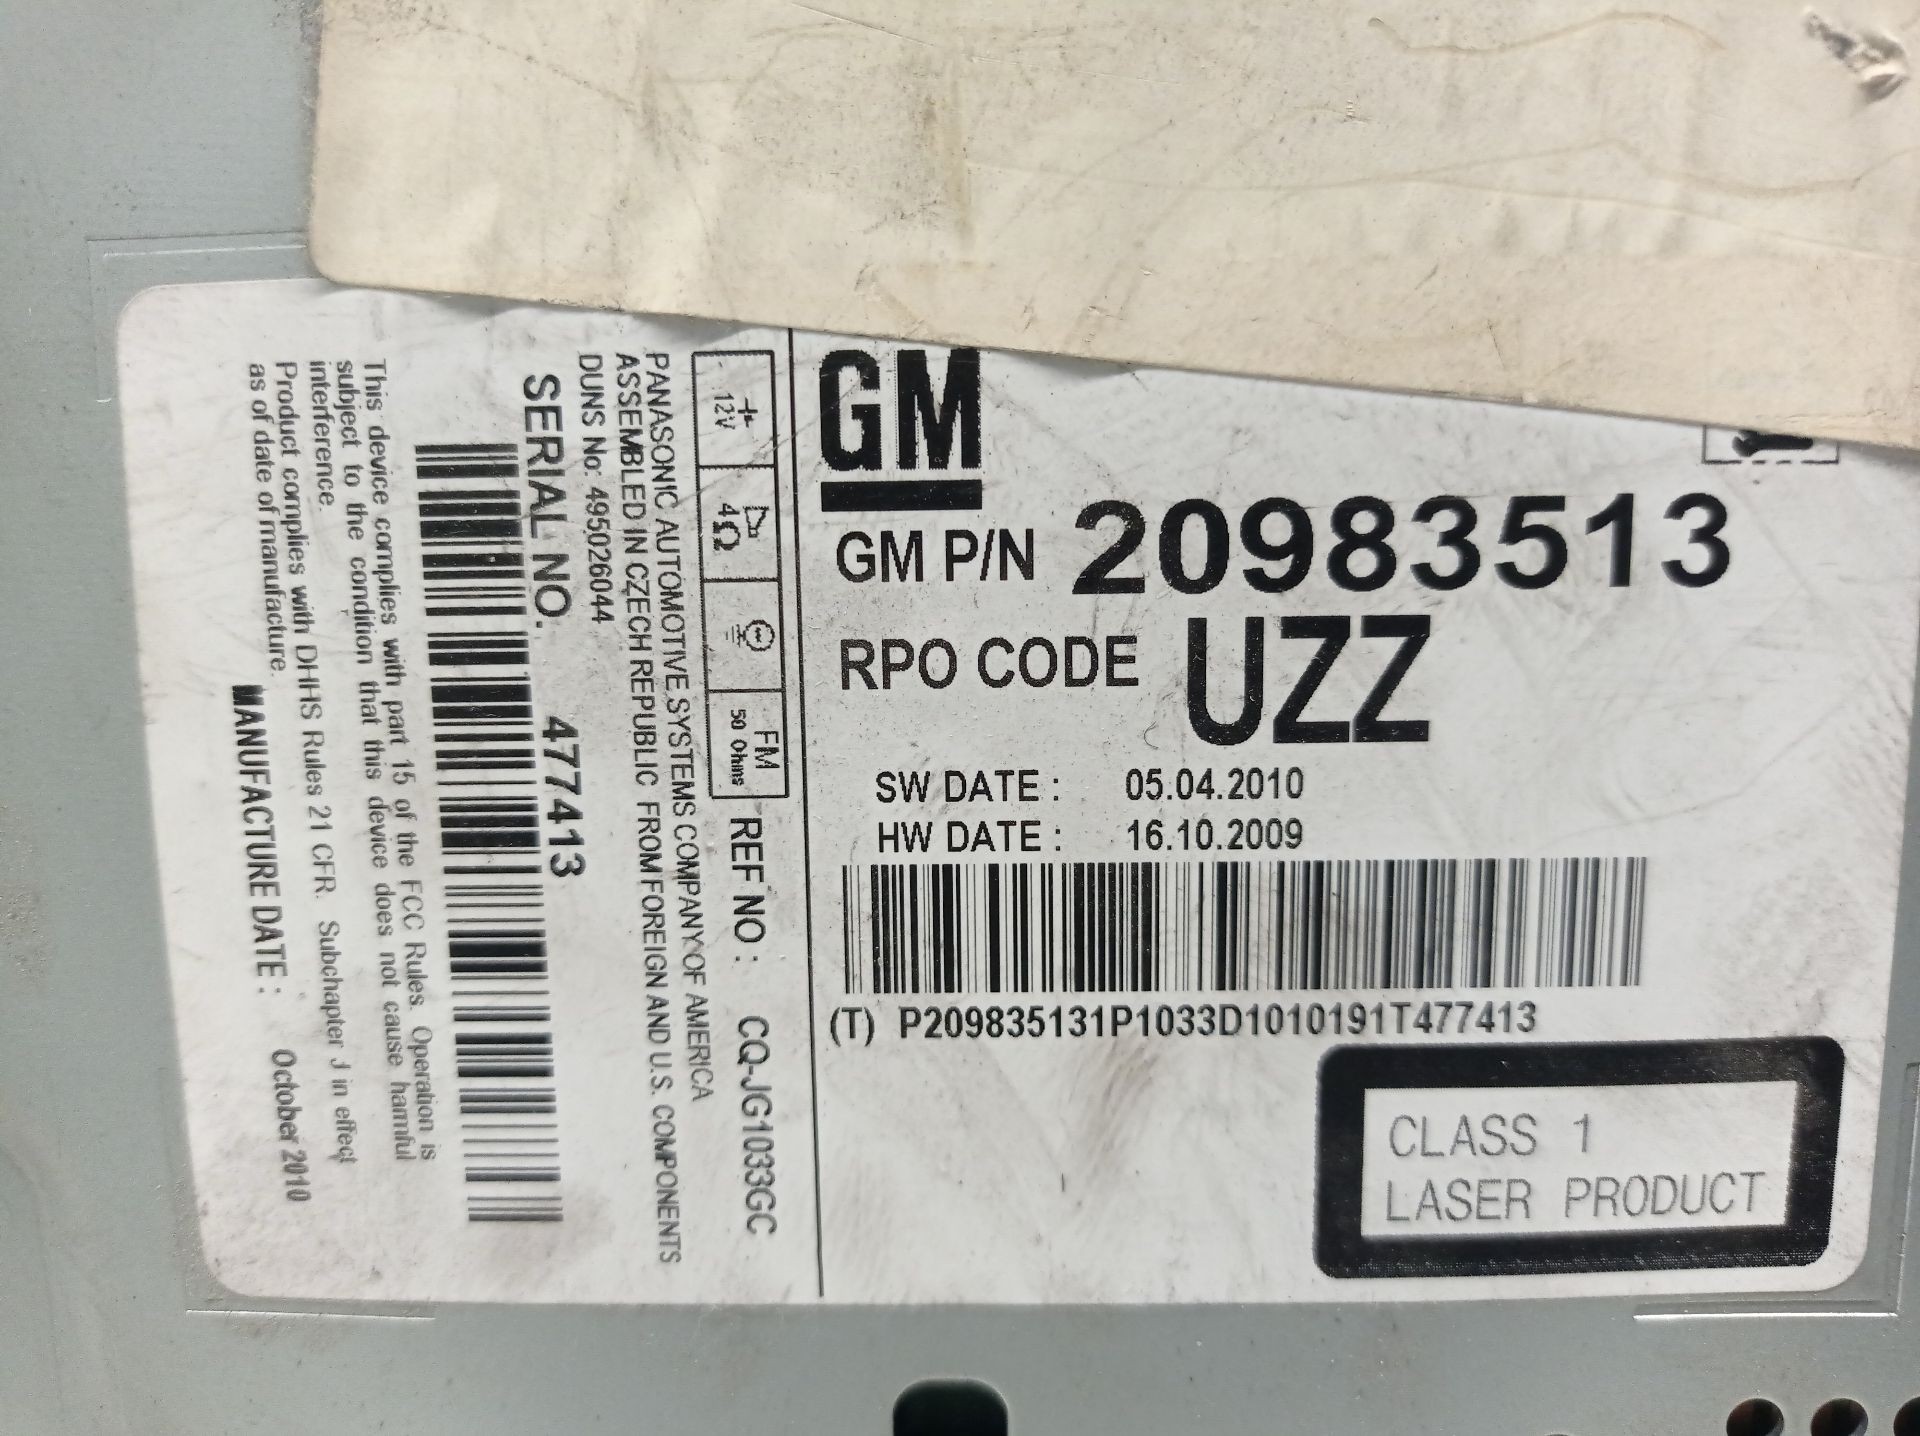 GM
GM P/N 20983513
RPO CODE UZZ
SW DATE : 05.04.2010
HW DATE : 16.10.2009
(T) P209835131P1033D1010191T477413
CLASS 1
LASER PRODUCT
12V
4Ω
FM
50 Ohms
REF NO : CQ-JG1033GC
PANASONIC AUTOMOTIVE SYSTEMS COMPANY OF AMERICA
ASSEMBLED IN CZECH REPUBLIC FROM FOREIGN AND U.S. COMPONENTS
DUNS No: 495026044
SERIAL NO. 477413
This device complies with part 15 of the FCC Rules. Operation is
subject to the condition that this device does not cause harmful
interference.
Product complies with DHHS Rules 21 CFR. Subchapter J in effect
as of date of manufacture.
MANUFACTURE DATE : October 2010